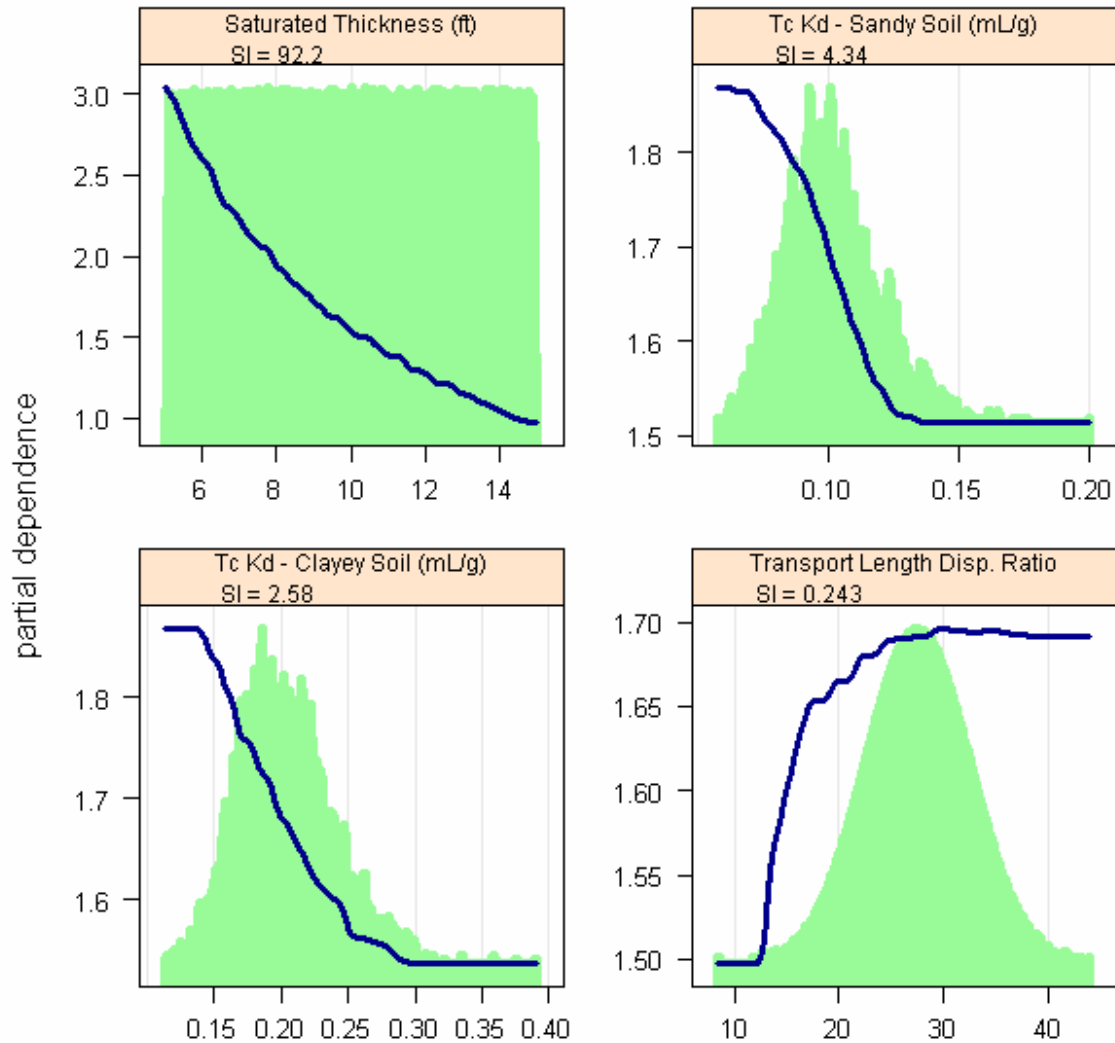 Saturated Thickness (ft)
SI = 92.2
3.0
2.5
2.0
1.5
1.0
6 8 10 12 14
Tc Kd - Sandy Soil (mL/g)
SI = 4.34
1.8
1.7
1.6
1.5
0.10 0.15 0.20
partial dependence
Tc Kd - Clayey Soil (mL/g)
SI = 2.58
1.8
1.7
1.6
0.15 0.20 0.25 0.30 0.35 0.40
Transport Length Disp. Ratio
SI = 0.243
1.70
1.65
1.60
1.55
1.50
10 20 30 40